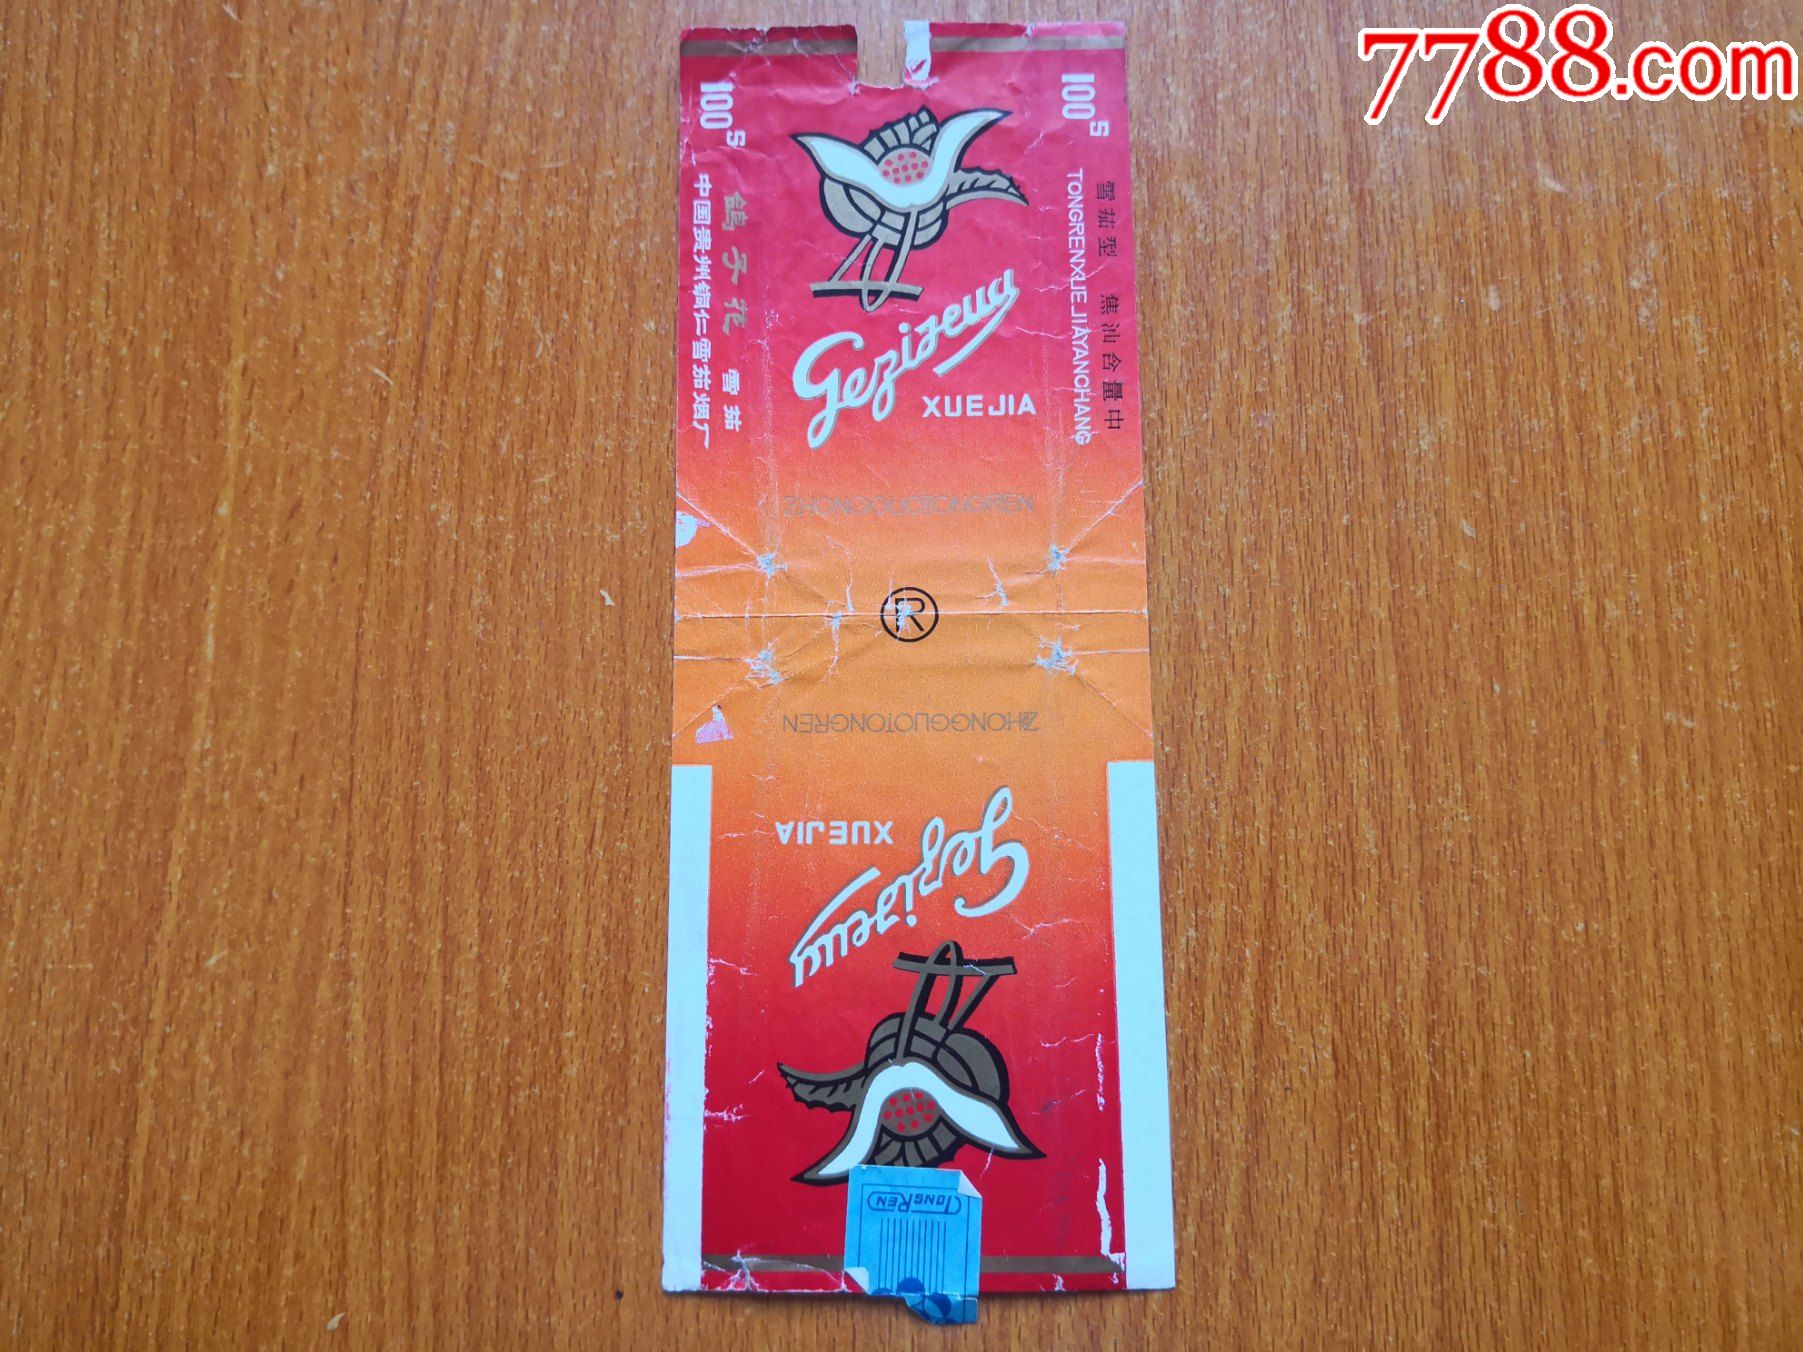 7788.com
100S
鸽子花 雪茄
中国贵州铜仁雪茄烟厂
Gezizeua
XUEJIA
100S
TONGRENXUEJIAYANCHANG
雪茄型 焦油含量中
ZHONGGUOTONGREN
R
ZHONGGUOTONGREN
XUEJIA
Gezizeua
TONGREN